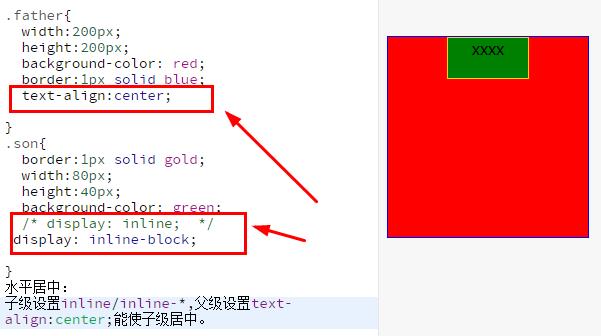 .father{
width:200px;
height:200px;
background-color: red;
border:1px solid blue;
text-align:center;
}
.son{
border:1px solid gold;
width:80px;
height:40px;
background-color: green;
/* display: inline;  */
display: inline-block;
}
水平居中：
子级设置inline/inline-*,父级设置text-
align:center;能使子级居中。
XXXX